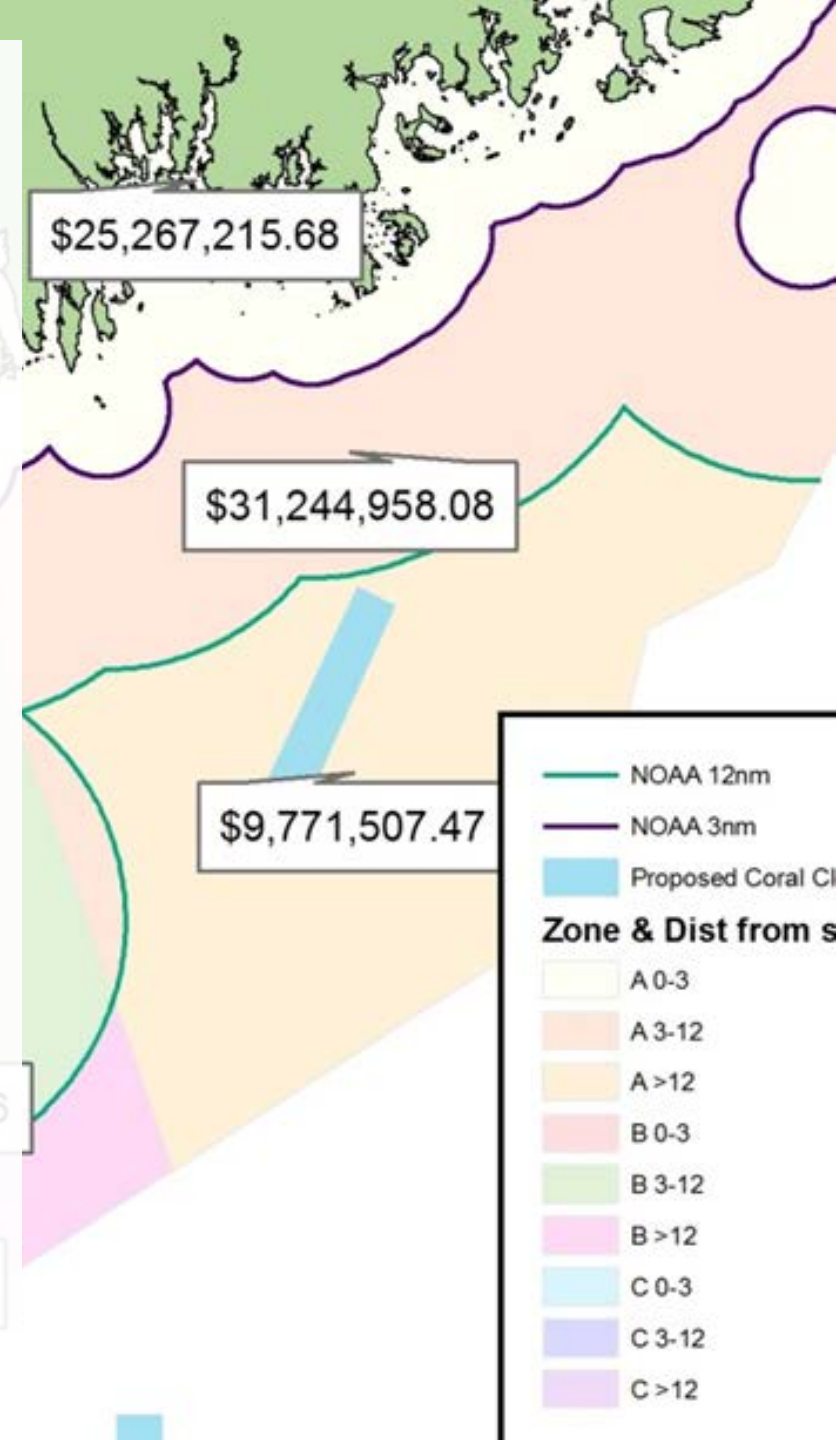 $25,267,215.68
$31,244,958.08
$9,771,507.47
NOAA 12nm
NOAA 3nm
Proposed Coral
Zone & Dist from
A 0-3
A 3-12
A >12
B 0-3
B 3-12
B >12
C 0-3
C 3-12
C >12